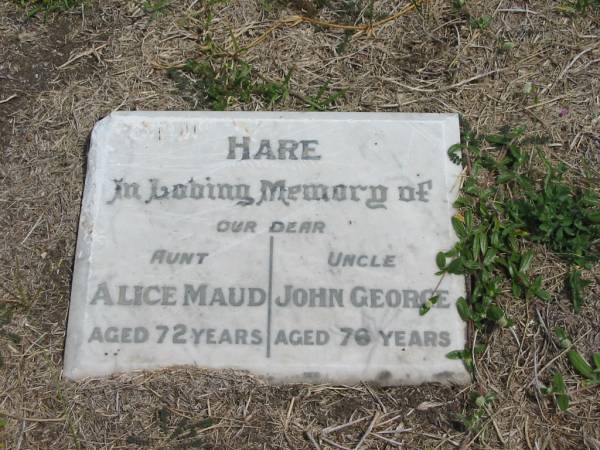 HARE
In Loving Memory of
OUR DEAR
AUNT UNCLE
ALICE MAUD JOHN GEORGE
AGED 72 YEARS AGED 76 YEARS